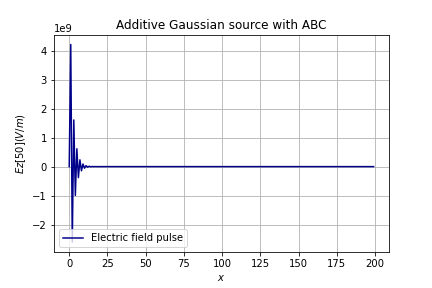 Additive Gaussian source with ABC
1e9
4
3
2
1
0
−1
−2
Ez[50](V/m)
Electric field pulse
0 25 50 75 100 125 150 175 200
x